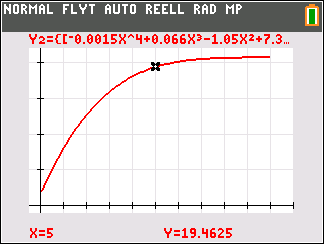 NORMAL FLYT AUTO REELL RAD MP
Y2={[-0.0015X^4+0.066X³-1.05X²+7.3…
X=5 Y=19.4625